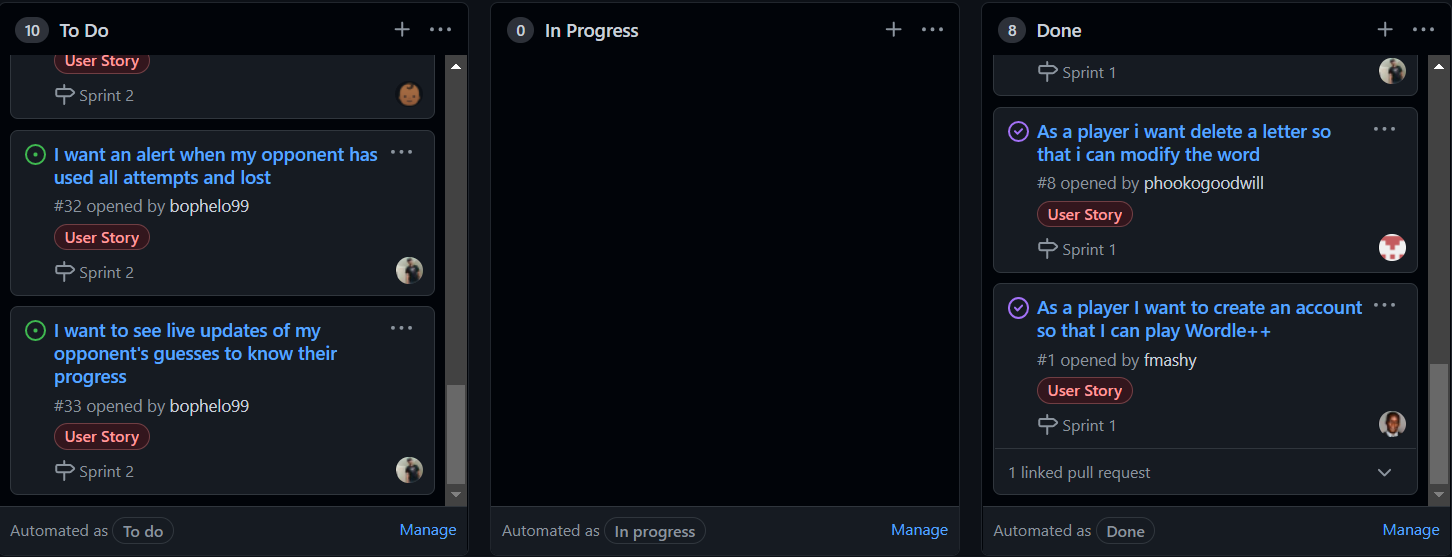 10 To Do
User Story
Sprint 2
I want an alert when my opponent has
used all attempts and lost
#32 opened by bophelo99
User Story
Sprint 2
I want to see live updates of my
opponent's guesses to know their
progress
#33 opened by bophelo99
User Story
Sprint 2
Automated as To do Manage
0 In Progress
Automated as In progress Manage
8 Done
Sprint 1
As a player i want delete a letter so
that i can modify the word
#8 opened by phookogoodwill
User Story
Sprint 1
As a player I want to create an account
so that I can play Wordle++
#1 opened by fmashy
User Story
Sprint 1
1 linked pull request
Automated as Done Manage